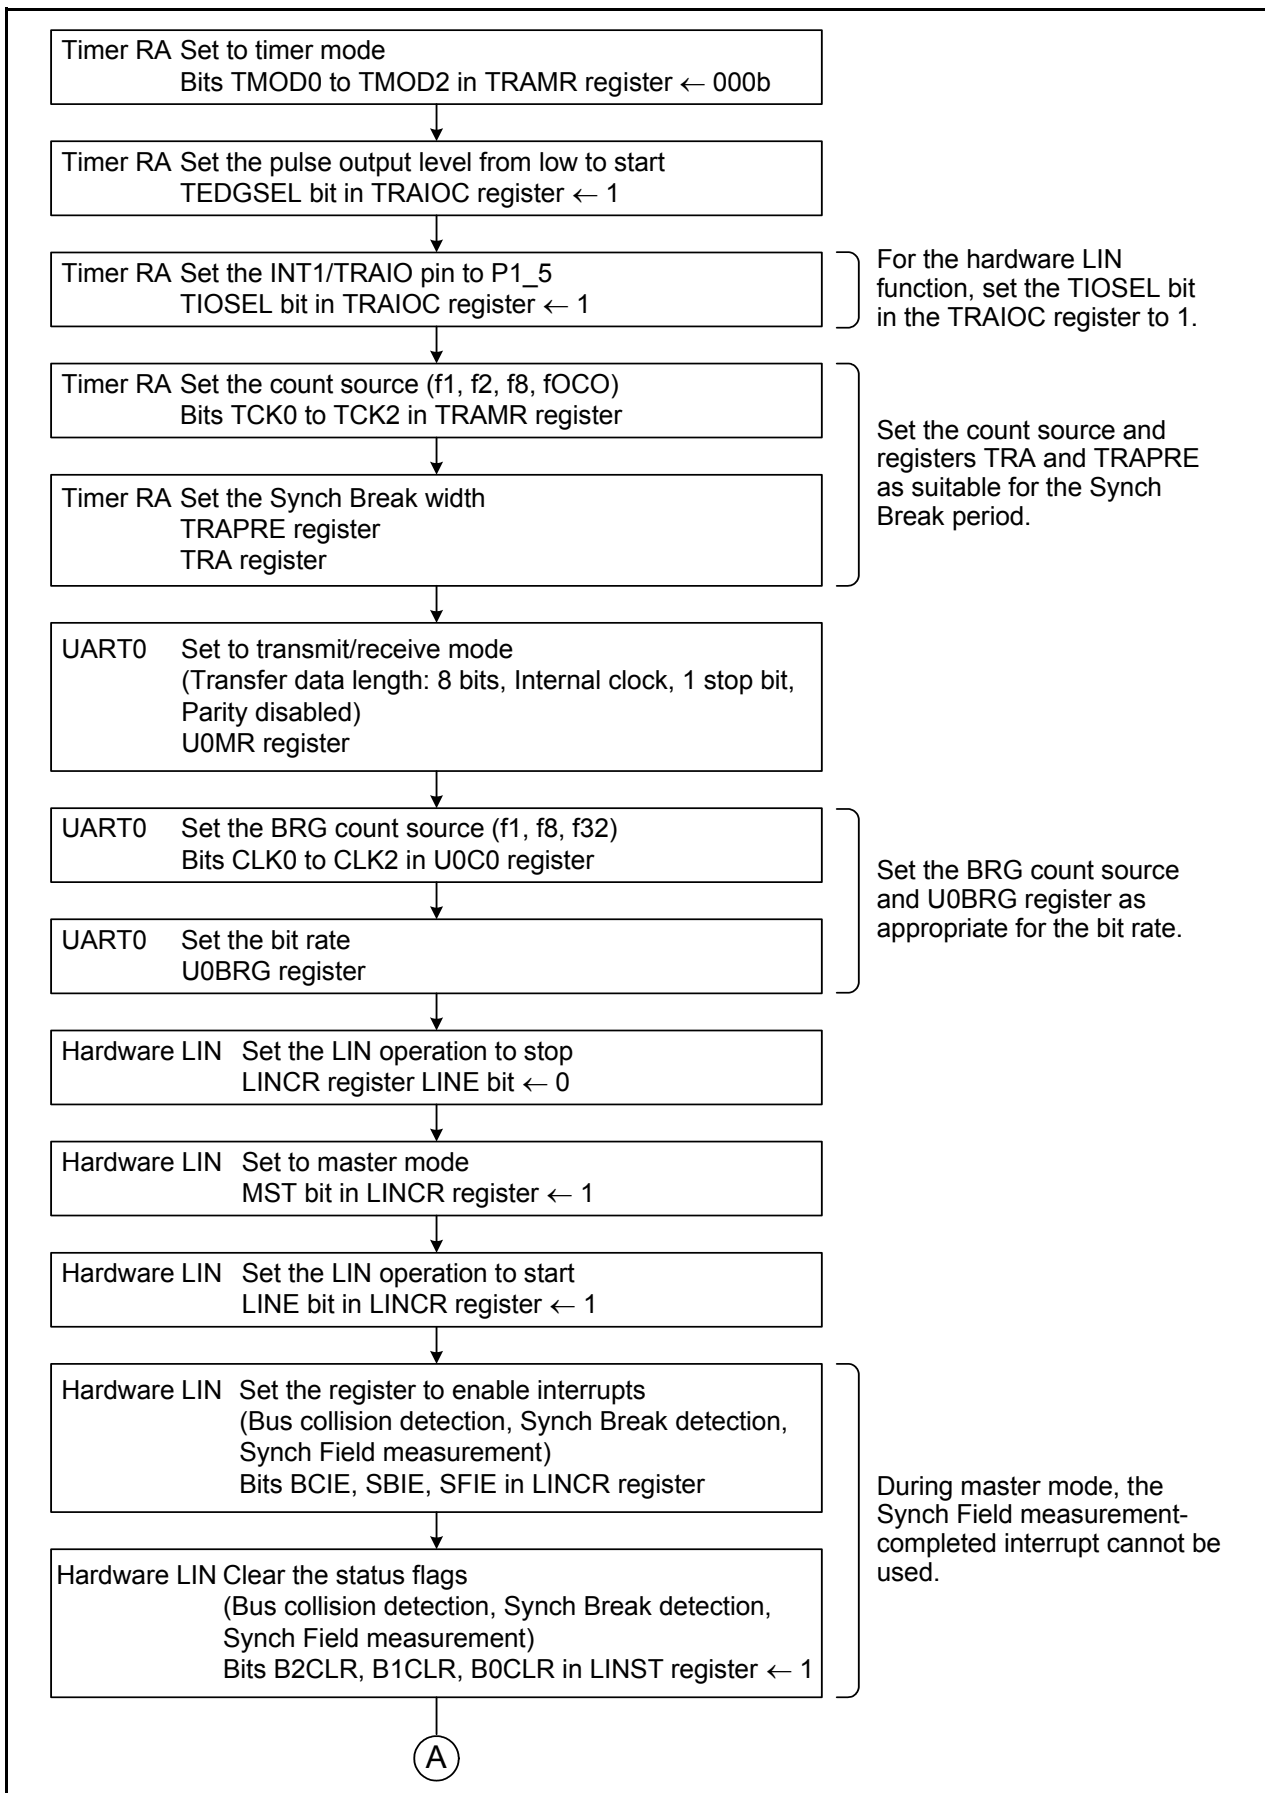 Timer RA Set to timer mode
Bits TMOD0 to TMOD2 in TRAMR register ← 000b
Timer RA Set the pulse output level from low to start
TEDGSEL bit in TRAIOC register ← 1
Timer RA Set the INT1/TRAIO pin to P1_5
TIOSEL bit in TRAIOC register ← 1
For the hardware LIN
function, set the TIOSEL bit
in the TRAIOC register to 1.
Timer RA Set the count source (f1, f2, f8, fOCO)
Bits TCK0 to TCK2 in TRAMR register
Timer RA Set the Synch Break width
TRAPRE register
TRA register
Set the count source and
registers TRA and TRAPRE
as suitable for the Synch
Break period.
UART0 Set to transmit/receive mode
(Transfer data length: 8 bits, Internal clock, 1 stop bit,
Parity disabled)
U0MR register
UART0 Set the BRG count source (f1, f8, f32)
Bits CLK0 to CLK2 in U0C0 register
UART0 Set the bit rate
U0BRG register
Set the BRG count source
and U0BRG register as
appropriate for the bit rate.
Hardware LIN Set the LIN operation to stop
LINCR register LINE bit ← 0
Hardware LIN Set to master mode
MST bit in LINCR register ← 1
Hardware LIN Set the LIN operation to start
LINE bit in LINCR register ← 1
Hardware LIN Set the register to enable interrupts
(Bus collision detection, Synch Break detection,
Synch Field measurement)
Bits BCIE, SBIE, SFIE in LINCR register
Hardware LIN Clear the status flags
(Bus collision detection, Synch Break detection,
Synch Field measurement)
Bits B2CLR, B1CLR, B0CLR in LINST register ← 1
During master mode, the
Synch Field measurement-
completed interrupt cannot be
used.
A